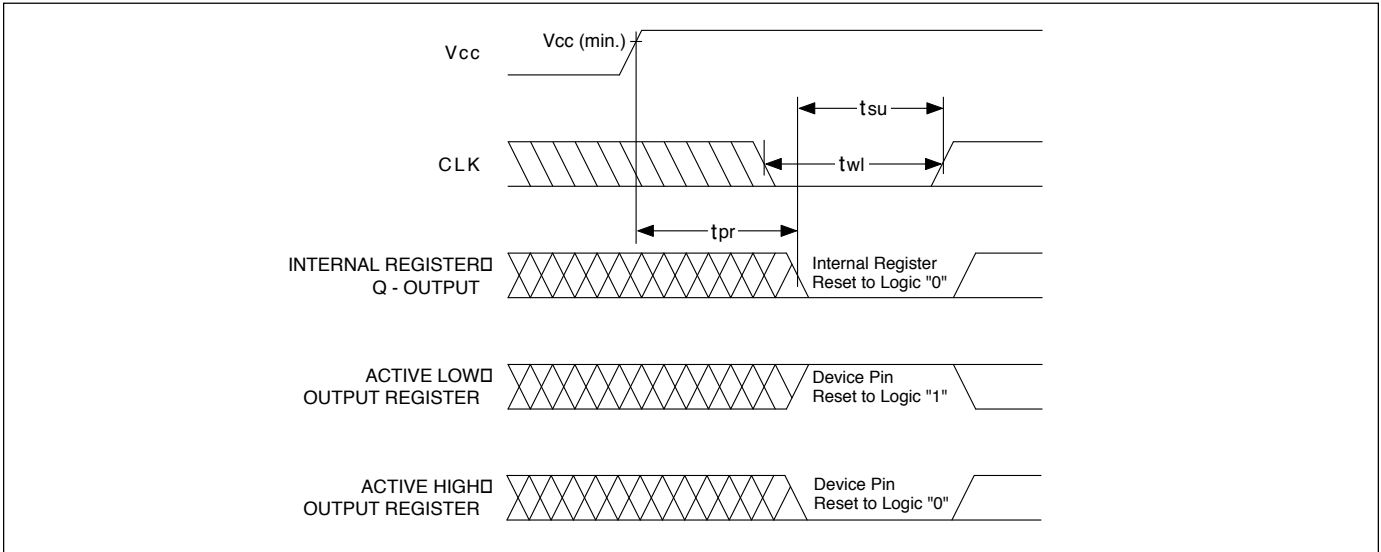 Vcc
Vcc (min.)
tsu
CLK
twl
tpr
INTERNAL REGISTER□
Q - OUTPUT
Internal Register
Reset to Logic "0"
ACTIVE LOW□
OUTPUT REGISTER
Device Pin
Reset to Logic "1"
ACTIVE HIGH□
OUTPUT REGISTER
Device Pin
Reset to Logic "0"